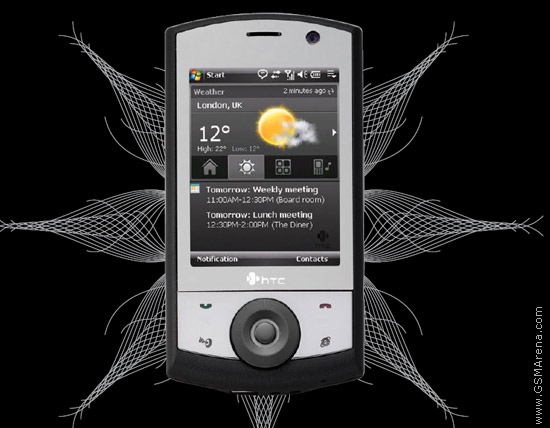 Start
Weather
2 minutes ago
London, UK
12°
High: 22° Low: 12°
Tomorrow: Weekly meeting
11:00AM-12:30PM (Board room)
Tomorrow: Lunch meeting
12:30PM-2:00PM (The Diner)
Notification
Contacts
hTC
www.GSMArena.com